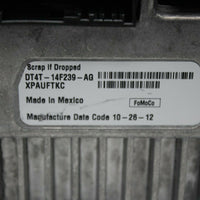 Scrap if Dropped
DT4T-14F239-AG
XPAUFTKC
Made in Mexico
FoMoCo
Manufacture Date Code 10-26-12